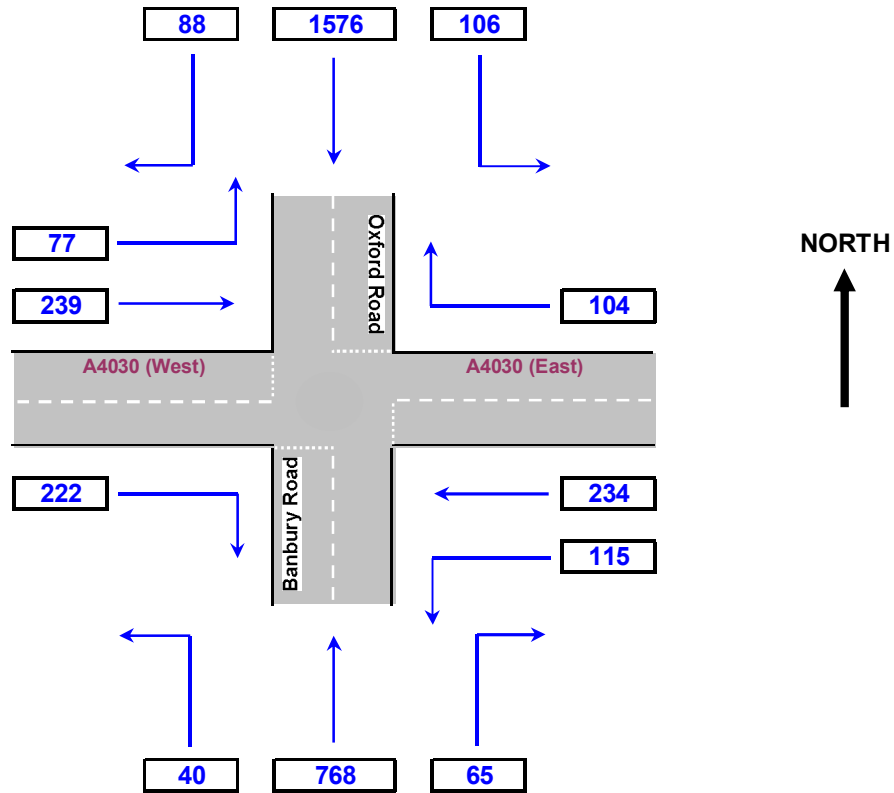 88
1576
106
77
Oxford Road
NORTH
239
104
A4030 (West)
A4030 (East)
222
Banbury Road
234
115
40
768
65